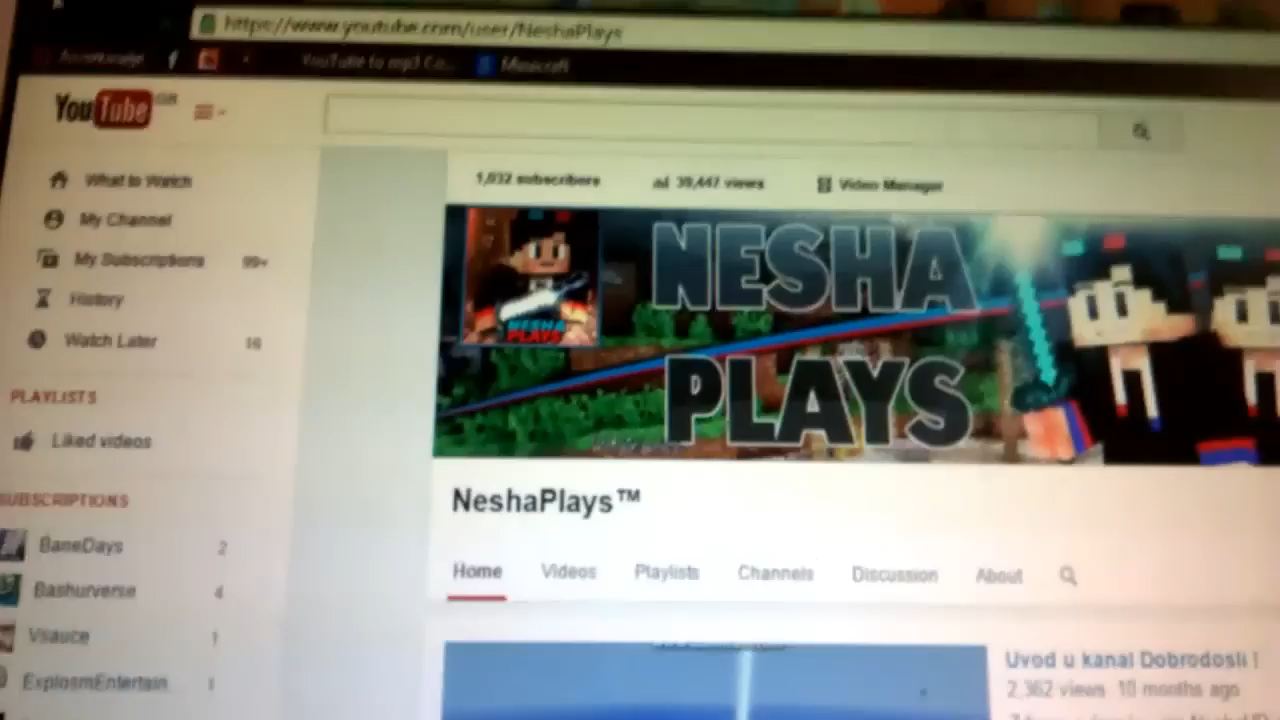 https://www.youtube.com/user/NeshaPlays
YouTube to mp3 Co...
Minecraft
YouTube
1,032 subscribers
39,447 views
Video Manager
What to Watch
My Channel
My Subscriptions 99+
History
Watch Later
NESHA
PLAYS
NESHA
PLAYS
PLAYLISTS
Liked videos
NeshaPlays™
SUBSCRIPTIONS
BaneDays 2
Bashurverse 4
Vsauce 1
ExplosmEntertain 1
Home
Videos
Playlists
Channels
Discussion
About
Uvod u kanal Dobrodosli !
2,362 views 10 months ago